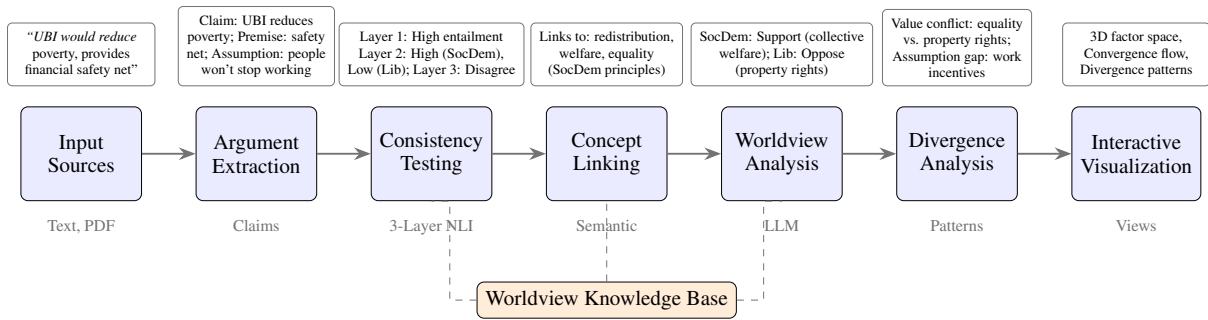 “UBI would reduce
poverty, provides
financial safety net”
Claim: UBI reduces
poverty; Premise: safety
net; Assumption: people
won’t stop working
Layer 1: High entailment
Layer 2: High (SocDem),
Low (Lib); Layer 3: Disagree
Links to: redistribution,
welfare, equality
(SocDem principles)
SocDem: Support (collective
welfare); Lib: Oppose
(property rights)
Value conflict: equality
vs. property rights;
Assumption gap: work
incentives
3D factor space,
Convergence flow,
Divergence patterns
Input
Sources
Argument
Extraction
Consistency
Testing
Concept
Linking
Worldview
Analysis
Divergence
Analysis
Interactive
Visualization
Text, PDF
Claims
3-Layer NLI
Semantic
LLM
Patterns
Views
Worldview Knowledge Base